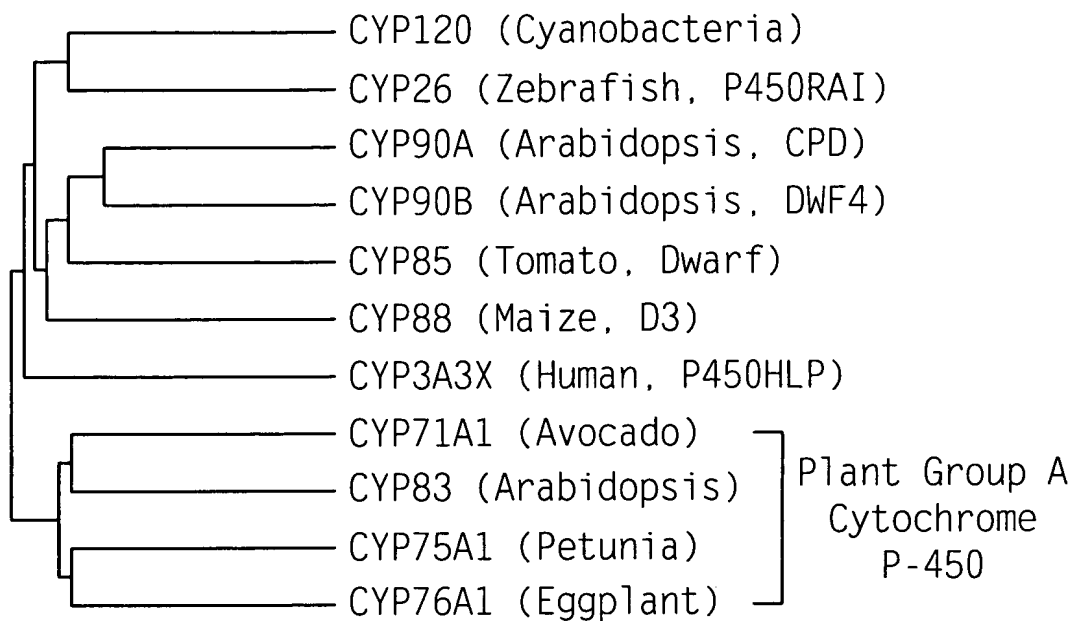 CYP120 (Cyanobacteria)
CYP26 (Zebrafish, P450RAI)
CYP90A (Arabidopsis, CPD)
CYP90B (Arabidopsis, DWF4)
CYP85 (Tomato, Dwarf)
CYP88 (Maize, D3)
CYP3A3X (Human, P450HLP)
CYP71A1 (Avocado)
CYP83 (Arabidopsis)
CYP75A1 (Petunia)
CYP76A1 (Eggplant)
Plant Group A
Cytochrome
P-450